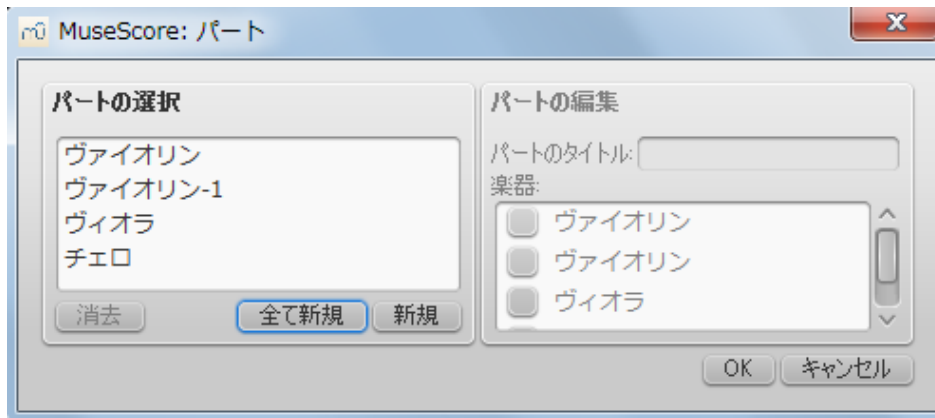 MuseScore: パート
パートの選択
ヴァイオリン
ヴァイオリン-1
ヴィオラ
チェロ
消去
全て新規
新規
パートの編集
パートのタイトル:
楽器:
ヴァイオリン
ヴァイオリン
ヴィオラ
OK
キャンセル